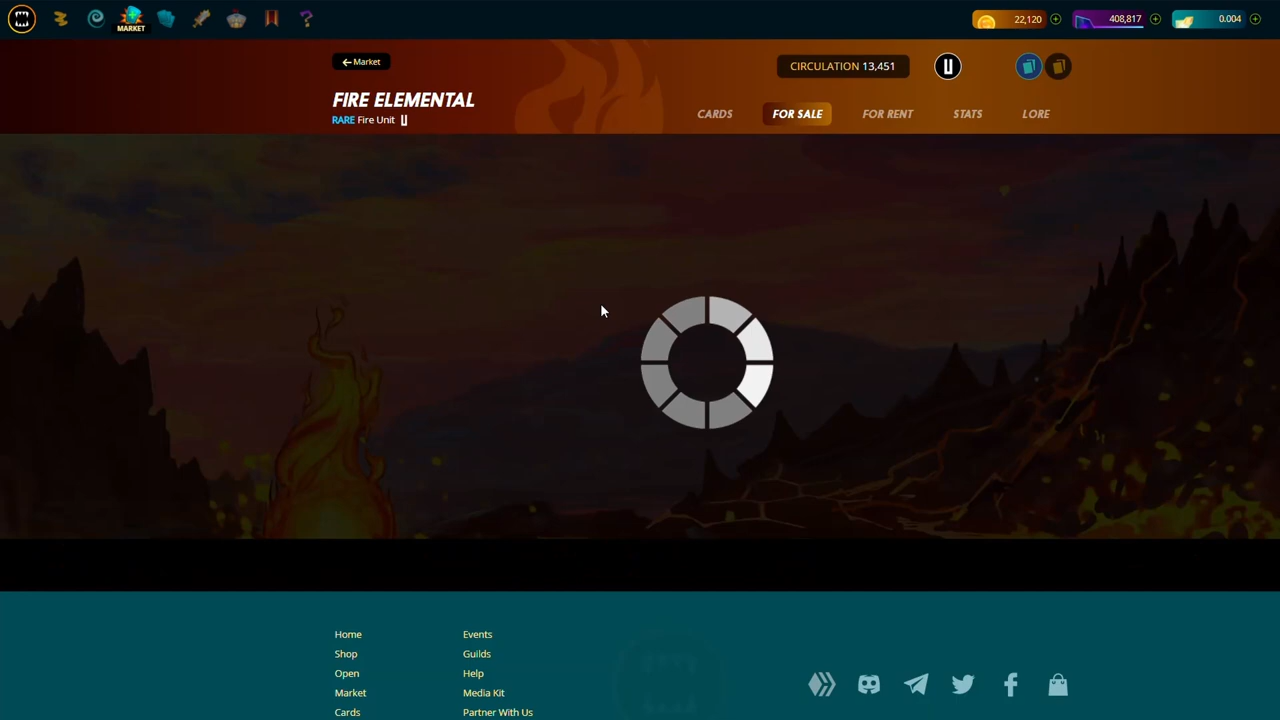 MARKET
22,120
408,817
0.004
Market
CIRCULATION 13,451
FIRE ELEMENTAL
RARE Fire Unit
CARDS
FOR SALE
FOR RENT
STATS
LORE
Home
Events
Shop
Guilds
Open
Help
Market
Media Kit
Cards
Partner With Us